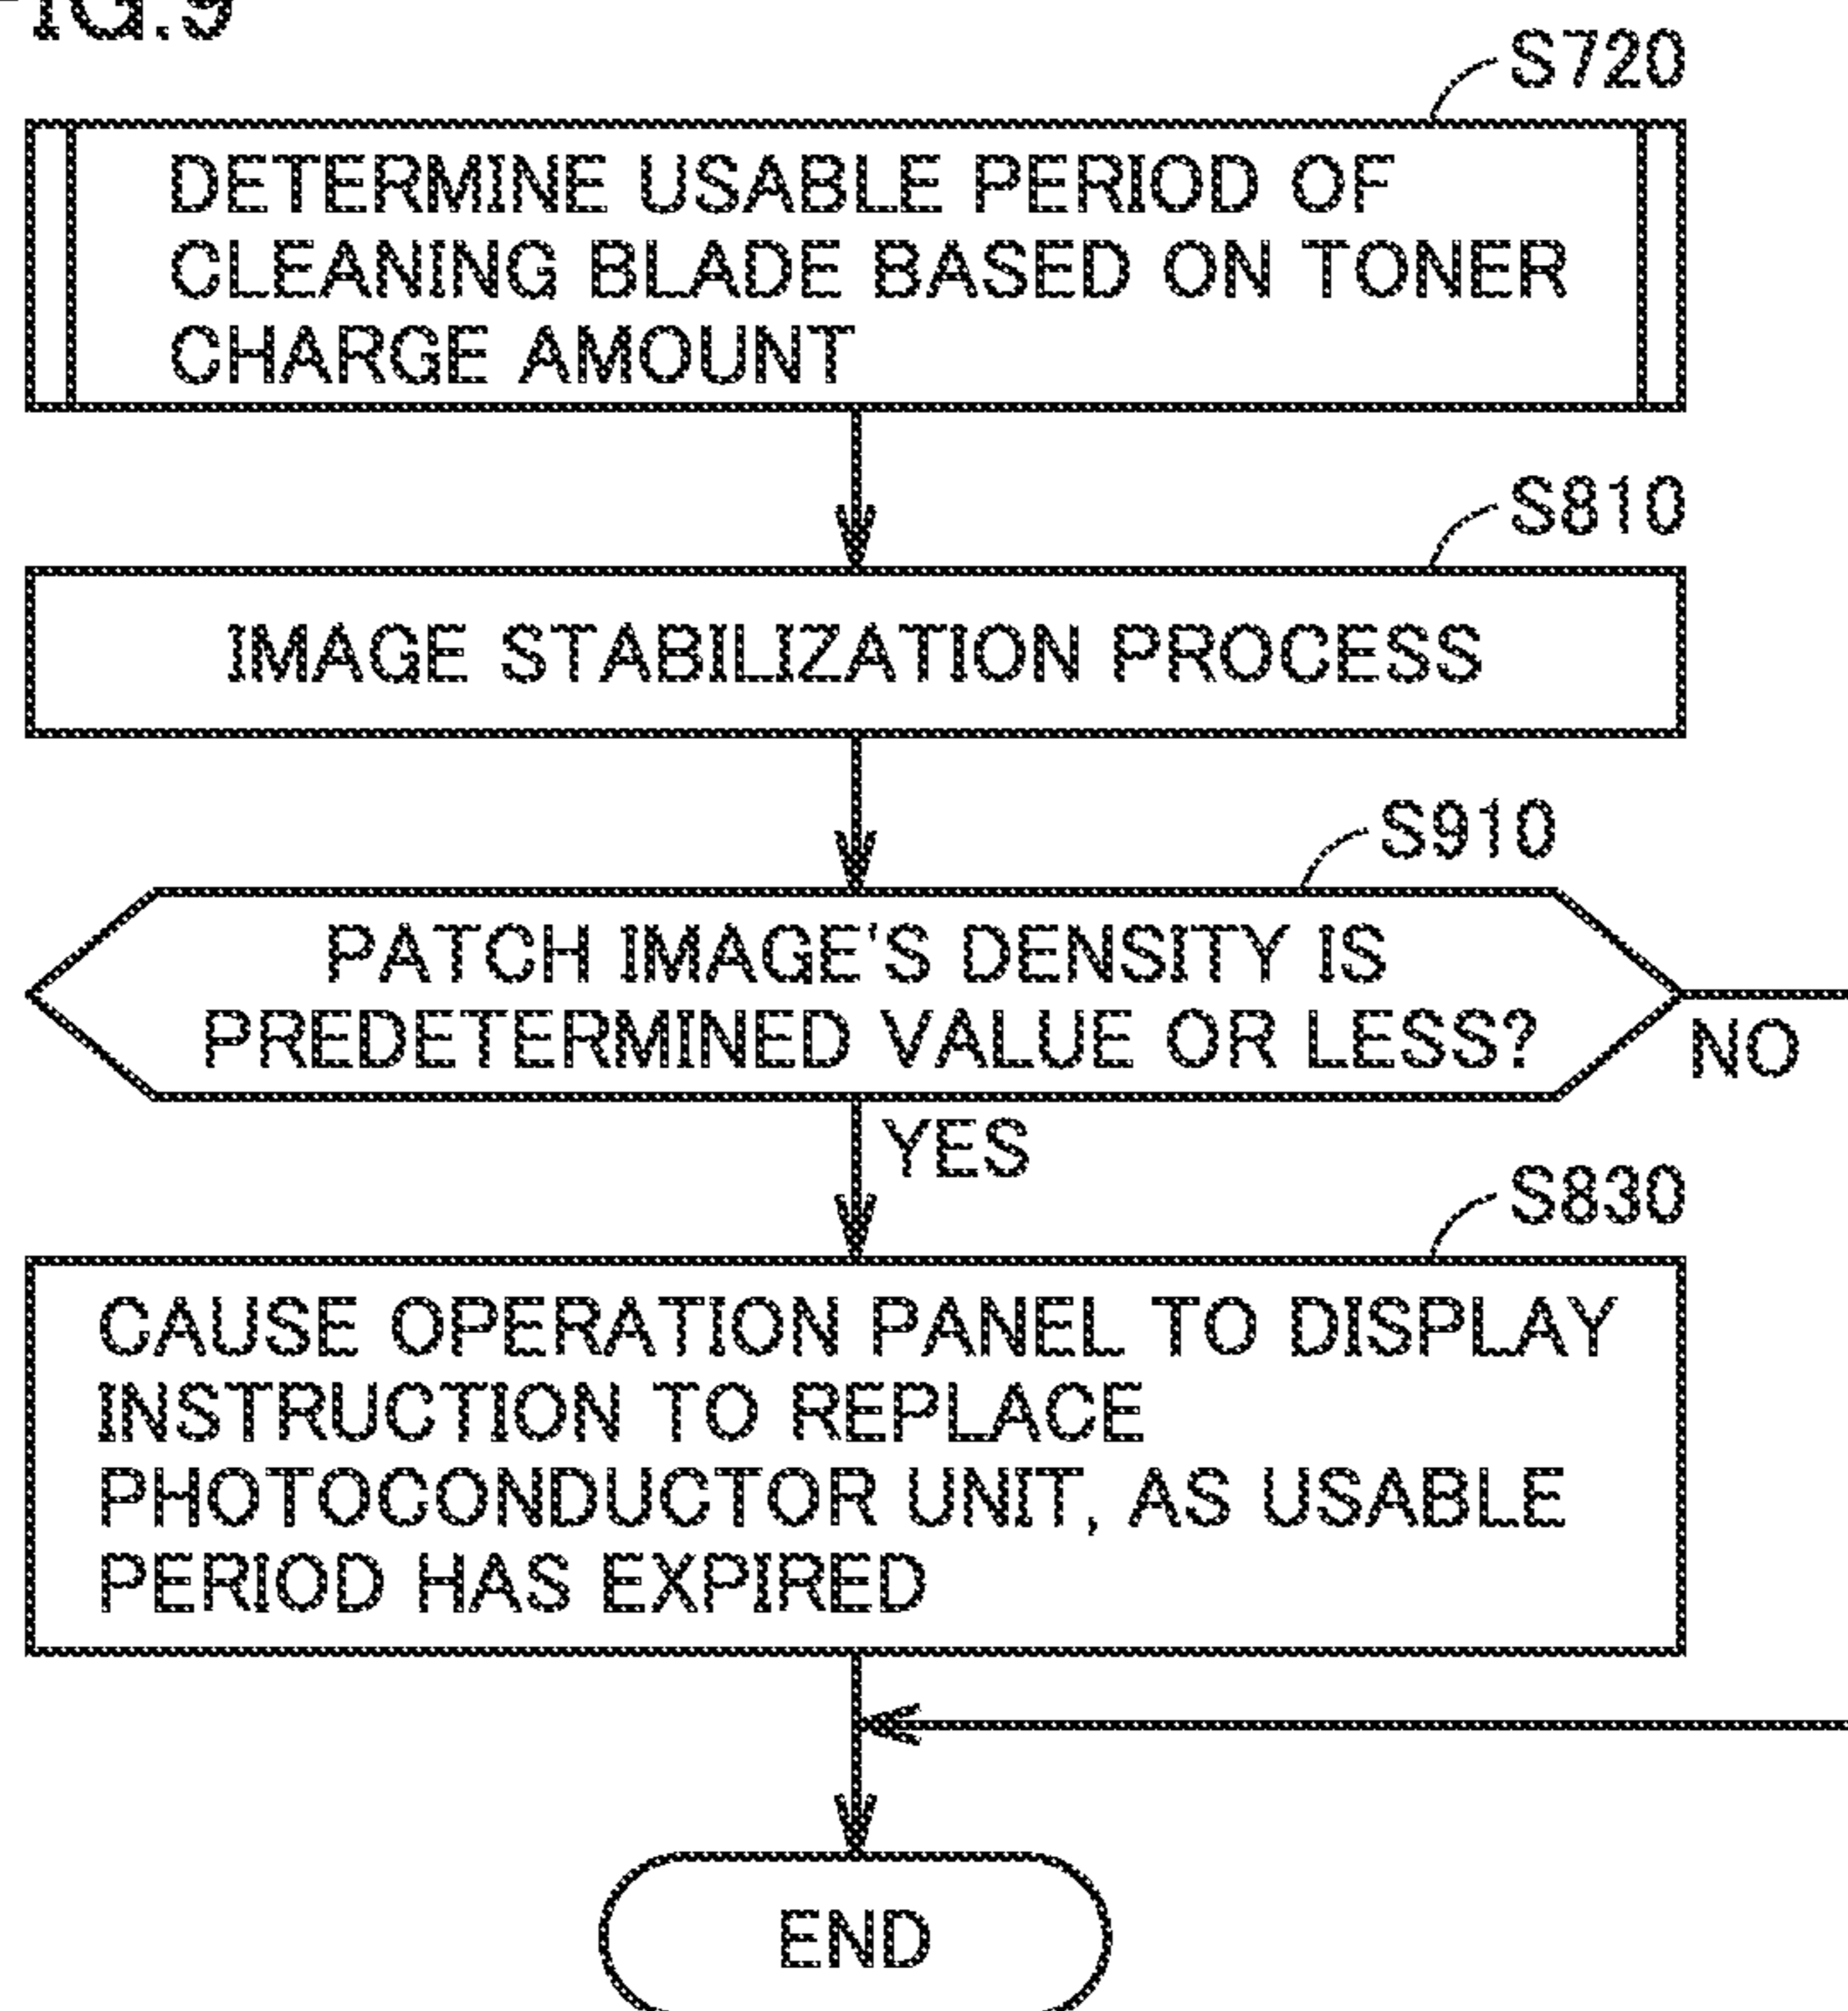 FIG.9
S720
DETERMINE USABLE PERIOD OF
CLEANING BLADE BASED ON TONER
CHARGE AMOUNT
S810
IMAGE STABILIZATION PROCESS
S910
PATCH IMAGE'S DENSITY IS
PREDETERMINED VALUE OR LESS?
NO
YES
S830
CAUSE OPERATION PANEL TO DISPLAY
INSTRUCTION TO REPLACE
PHOTOCONDUCTOR UNIT, AS USABLE
PERIOD HAS EXPIRED
END